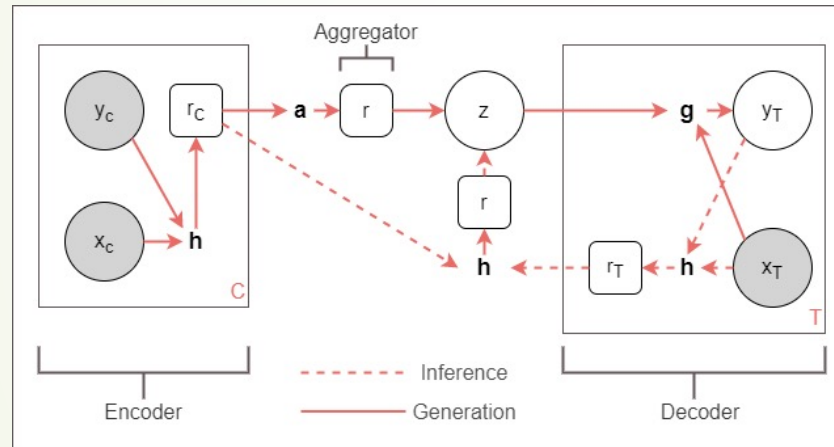 Aggregator
y_c
r_C
a
r
z
g
y_T
r
x_c
h
h
r_T
h
x_T
C
T
Inference
Generation
Encoder
Decoder